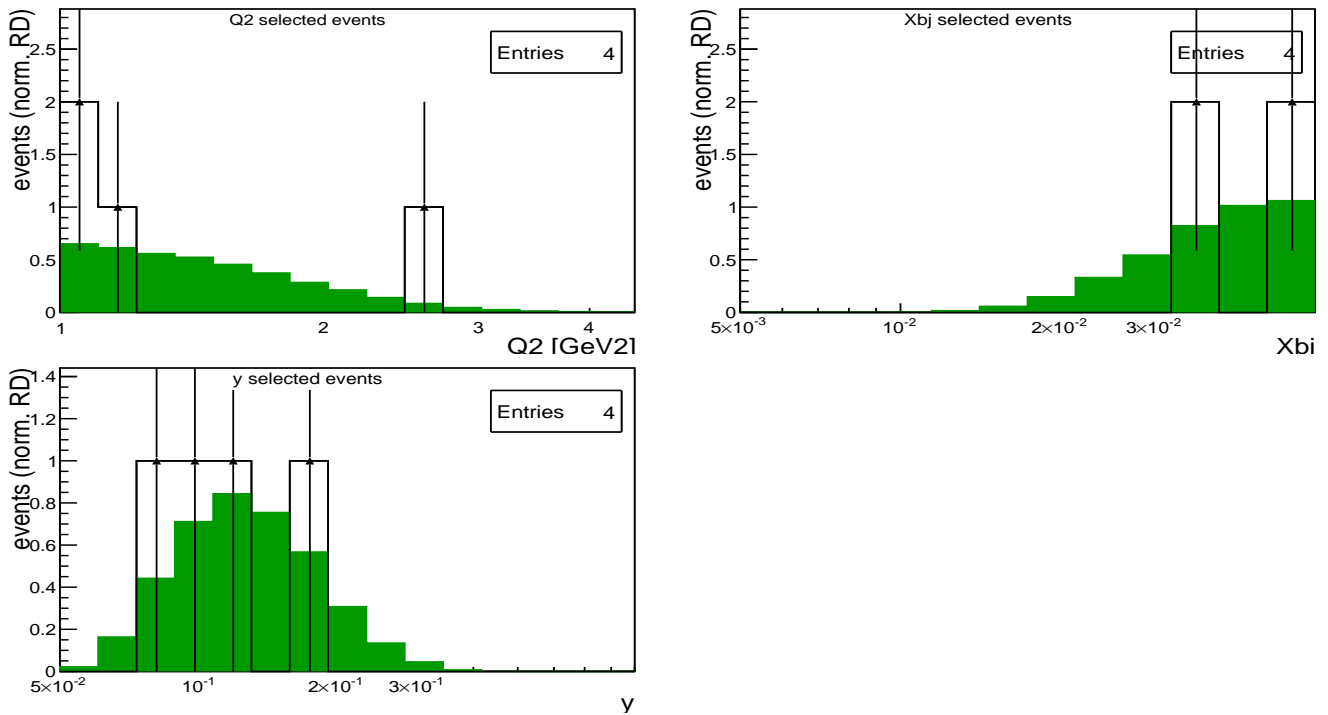 Q2 selected events
events (norm. RD)
Entries 4
2.5
2
1.5
1
0.5
0
1 2 3 4
Q2 [GeV2]
Xbj selected events
events (norm. RD)
Entries 4
2.5
2
1.5
1
0.5
0
5×10⁻³ 10⁻² 2×10⁻² 3×10⁻²
Xbj
y selected events
events (norm. RD)
Entries 4
1.4
1.2
1
0.8
0.6
0.4
0.2
0
5×10⁻² 10⁻¹ 2×10⁻¹ 3×10⁻¹
y